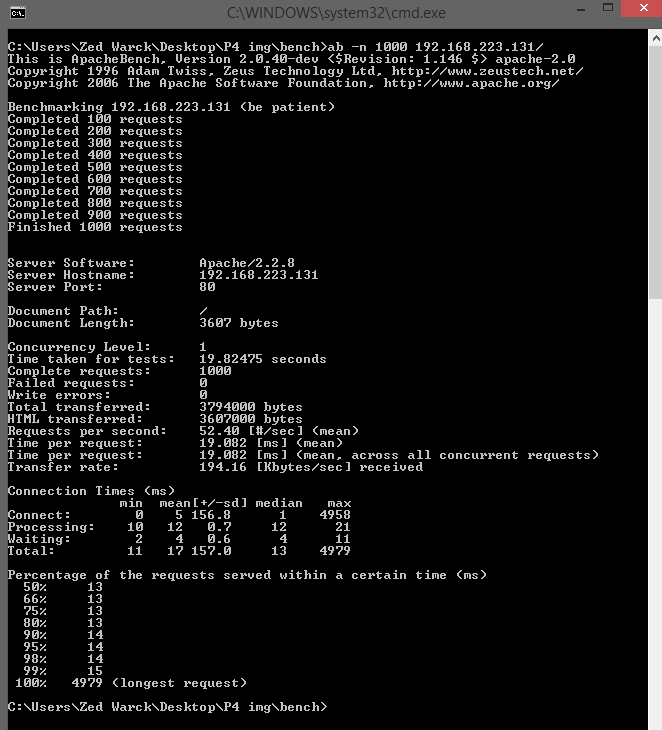 C:\WINDOWS\system32\cmd.exe
C:\Users\Zed Warck\Desktop\P4 img\bench>ab -n 1000 192.168.223.131/
This is ApacheBench, Version 2.0.40-dev <$Revision: 1.146 $> apache-2.0
Copyright 1996 Adam Twiss, Zeus Technology Ltd, http://www.zeustech.net/
Copyright 2006 The Apache Software Foundation, http://www.apache.org/

Benchmarking 192.168.223.131 (be patient)
Completed 100 requests
Completed 200 requests
Completed 300 requests
Completed 400 requests
Completed 500 requests
Completed 600 requests
Completed 700 requests
Completed 800 requests
Completed 900 requests
Finished 1000 requests

Server Software:        Apache/2.2.8
Server Hostname:        192.168.223.131
Server Port:            80

Document Path:          /
Document Length:        3607 bytes

Concurrency Level:      1
Time taken for tests:   19.82475 seconds
Complete requests:      1000
Failed requests:        0
Write errors:           0
Total transferred:      3794000 bytes
HTML transferred:       3607000 bytes
Requests per second:    52.40 [#/sec] (mean)
Time per request:       19.082 [ms] (mean)
Time per request:       19.082 [ms] (mean, across all concurrent requests)
Transfer rate:          194.16 [Kbytes/sec] received

Connection Times (ms)
              min  mean[+/-sd] median   max
Connect:        0    5 156.8      1    4958
Processing:    10   12   0.7     12      21
Waiting:        2    4   0.6      4      11
Total:         11   17 157.0     13    4979

Percentage of the requests served within a certain time (ms)
  50%     13
  66%     13
  75%     13
  80%     13
  90%     14
  95%     14
  98%     14
  99%     15
 100%   4979 (longest request)

C:\Users\Zed Warck\Desktop\P4 img\bench>